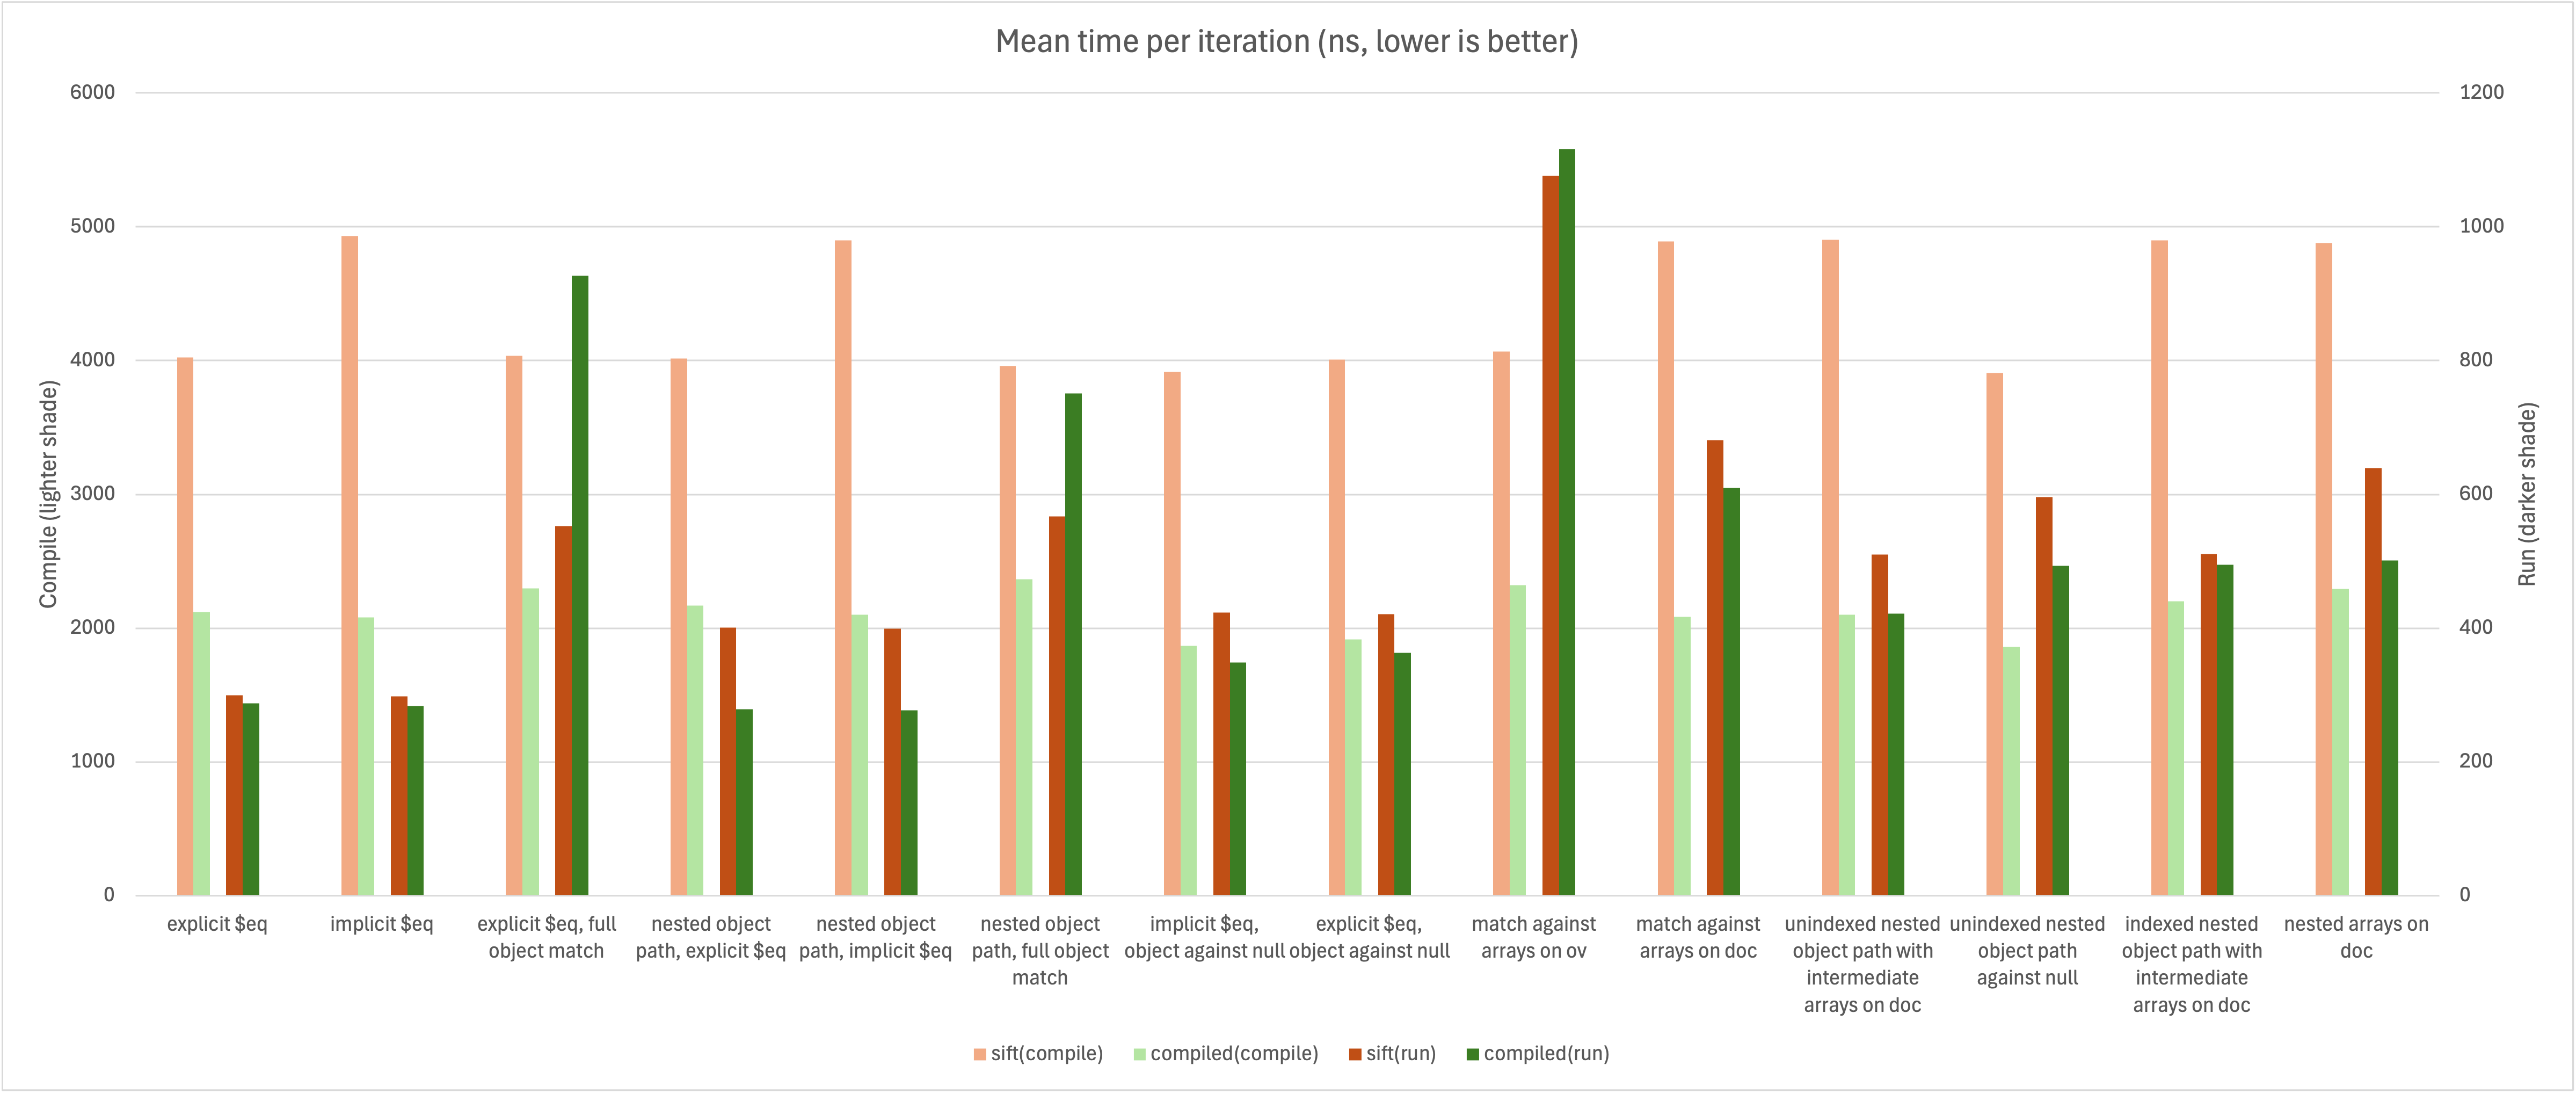 Mean time per iteration (ns, lower is better)
6000
5000
4000
3000
2000
1000
0
Compile (lighter shade)
1200
1000
800
600
400
200
0
Run (darker shade)
explicit $eq
implicit $eq
explicit $eq, full
object match
nested object
path, explicit $eq
nested object
path, implicit $eq
nested object
path, full object
match
implicit $eq,
object against null
explicit $eq,
object against null
match against
arrays on ov
match against
arrays on doc
unindexed nested
object path with
intermediate
arrays on doc
unindexed nested
object path
against null
indexed nested
object path with
intermediate
arrays on doc
nested arrays on
doc
sift(compile)
compiled(compile)
sift(run)
compiled(run)